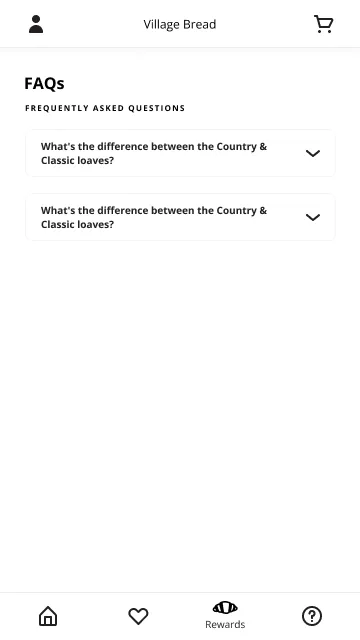 Village Bread
FAQs
FREQUENTLY ASKED QUESTIONS
What's the difference between the Country &
Classic loaves?
What's the difference between the Country &
Classic loaves?
Rewards